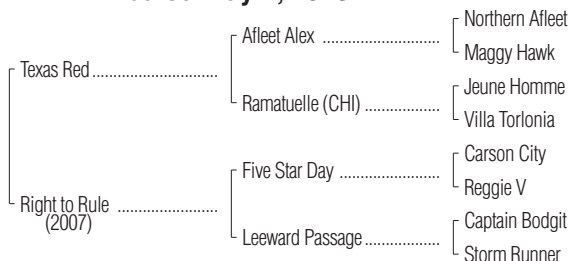 Northern Afleet
Afleet Alex
Maggy Hawk
Texas Red
Jeune Homme
Ramatuelle (CHI)
Villa Torlonia
Carson City
Five Star Day
Reggie V
Right to Rule
(2007)
Captain Bodgit
Leeward Passage
Storm Runner